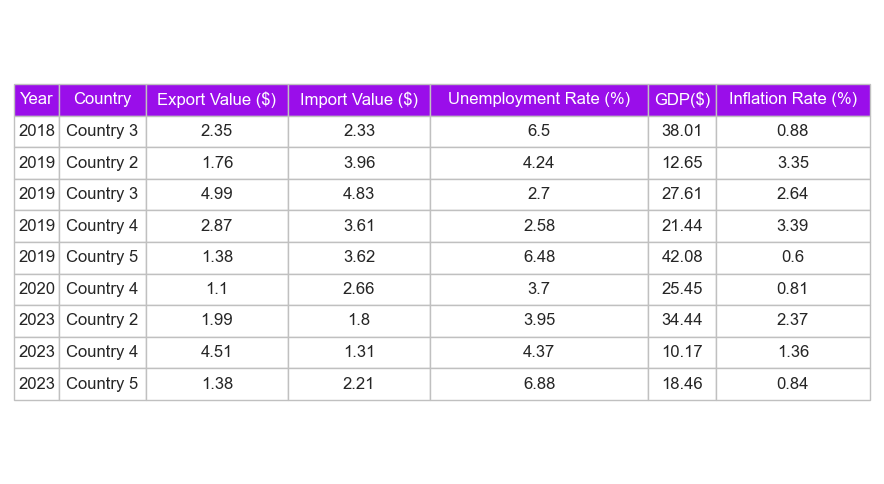 Year Country Export Value ($) Import Value ($) Unemployment Rate (%) GDP($) Inflation Rate (%)
2018 Country 3 2.35 2.33 6.5 38.01 0.88
2019 Country 2 1.76 3.96 4.24 12.65 3.35
2019 Country 3 4.99 4.83 2.7 27.61 2.64
2019 Country 4 2.87 3.61 2.58 21.44 3.39
2019 Country 5 1.38 3.62 6.48 42.08 0.6
2020 Country 4 1.1 2.66 3.7 25.45 0.81
2023 Country 2 1.99 1.8 3.95 34.44 2.37
2023 Country 4 4.51 1.31 4.37 10.17 1.36
2023 Country 5 1.38 2.21 6.88 18.46 0.84